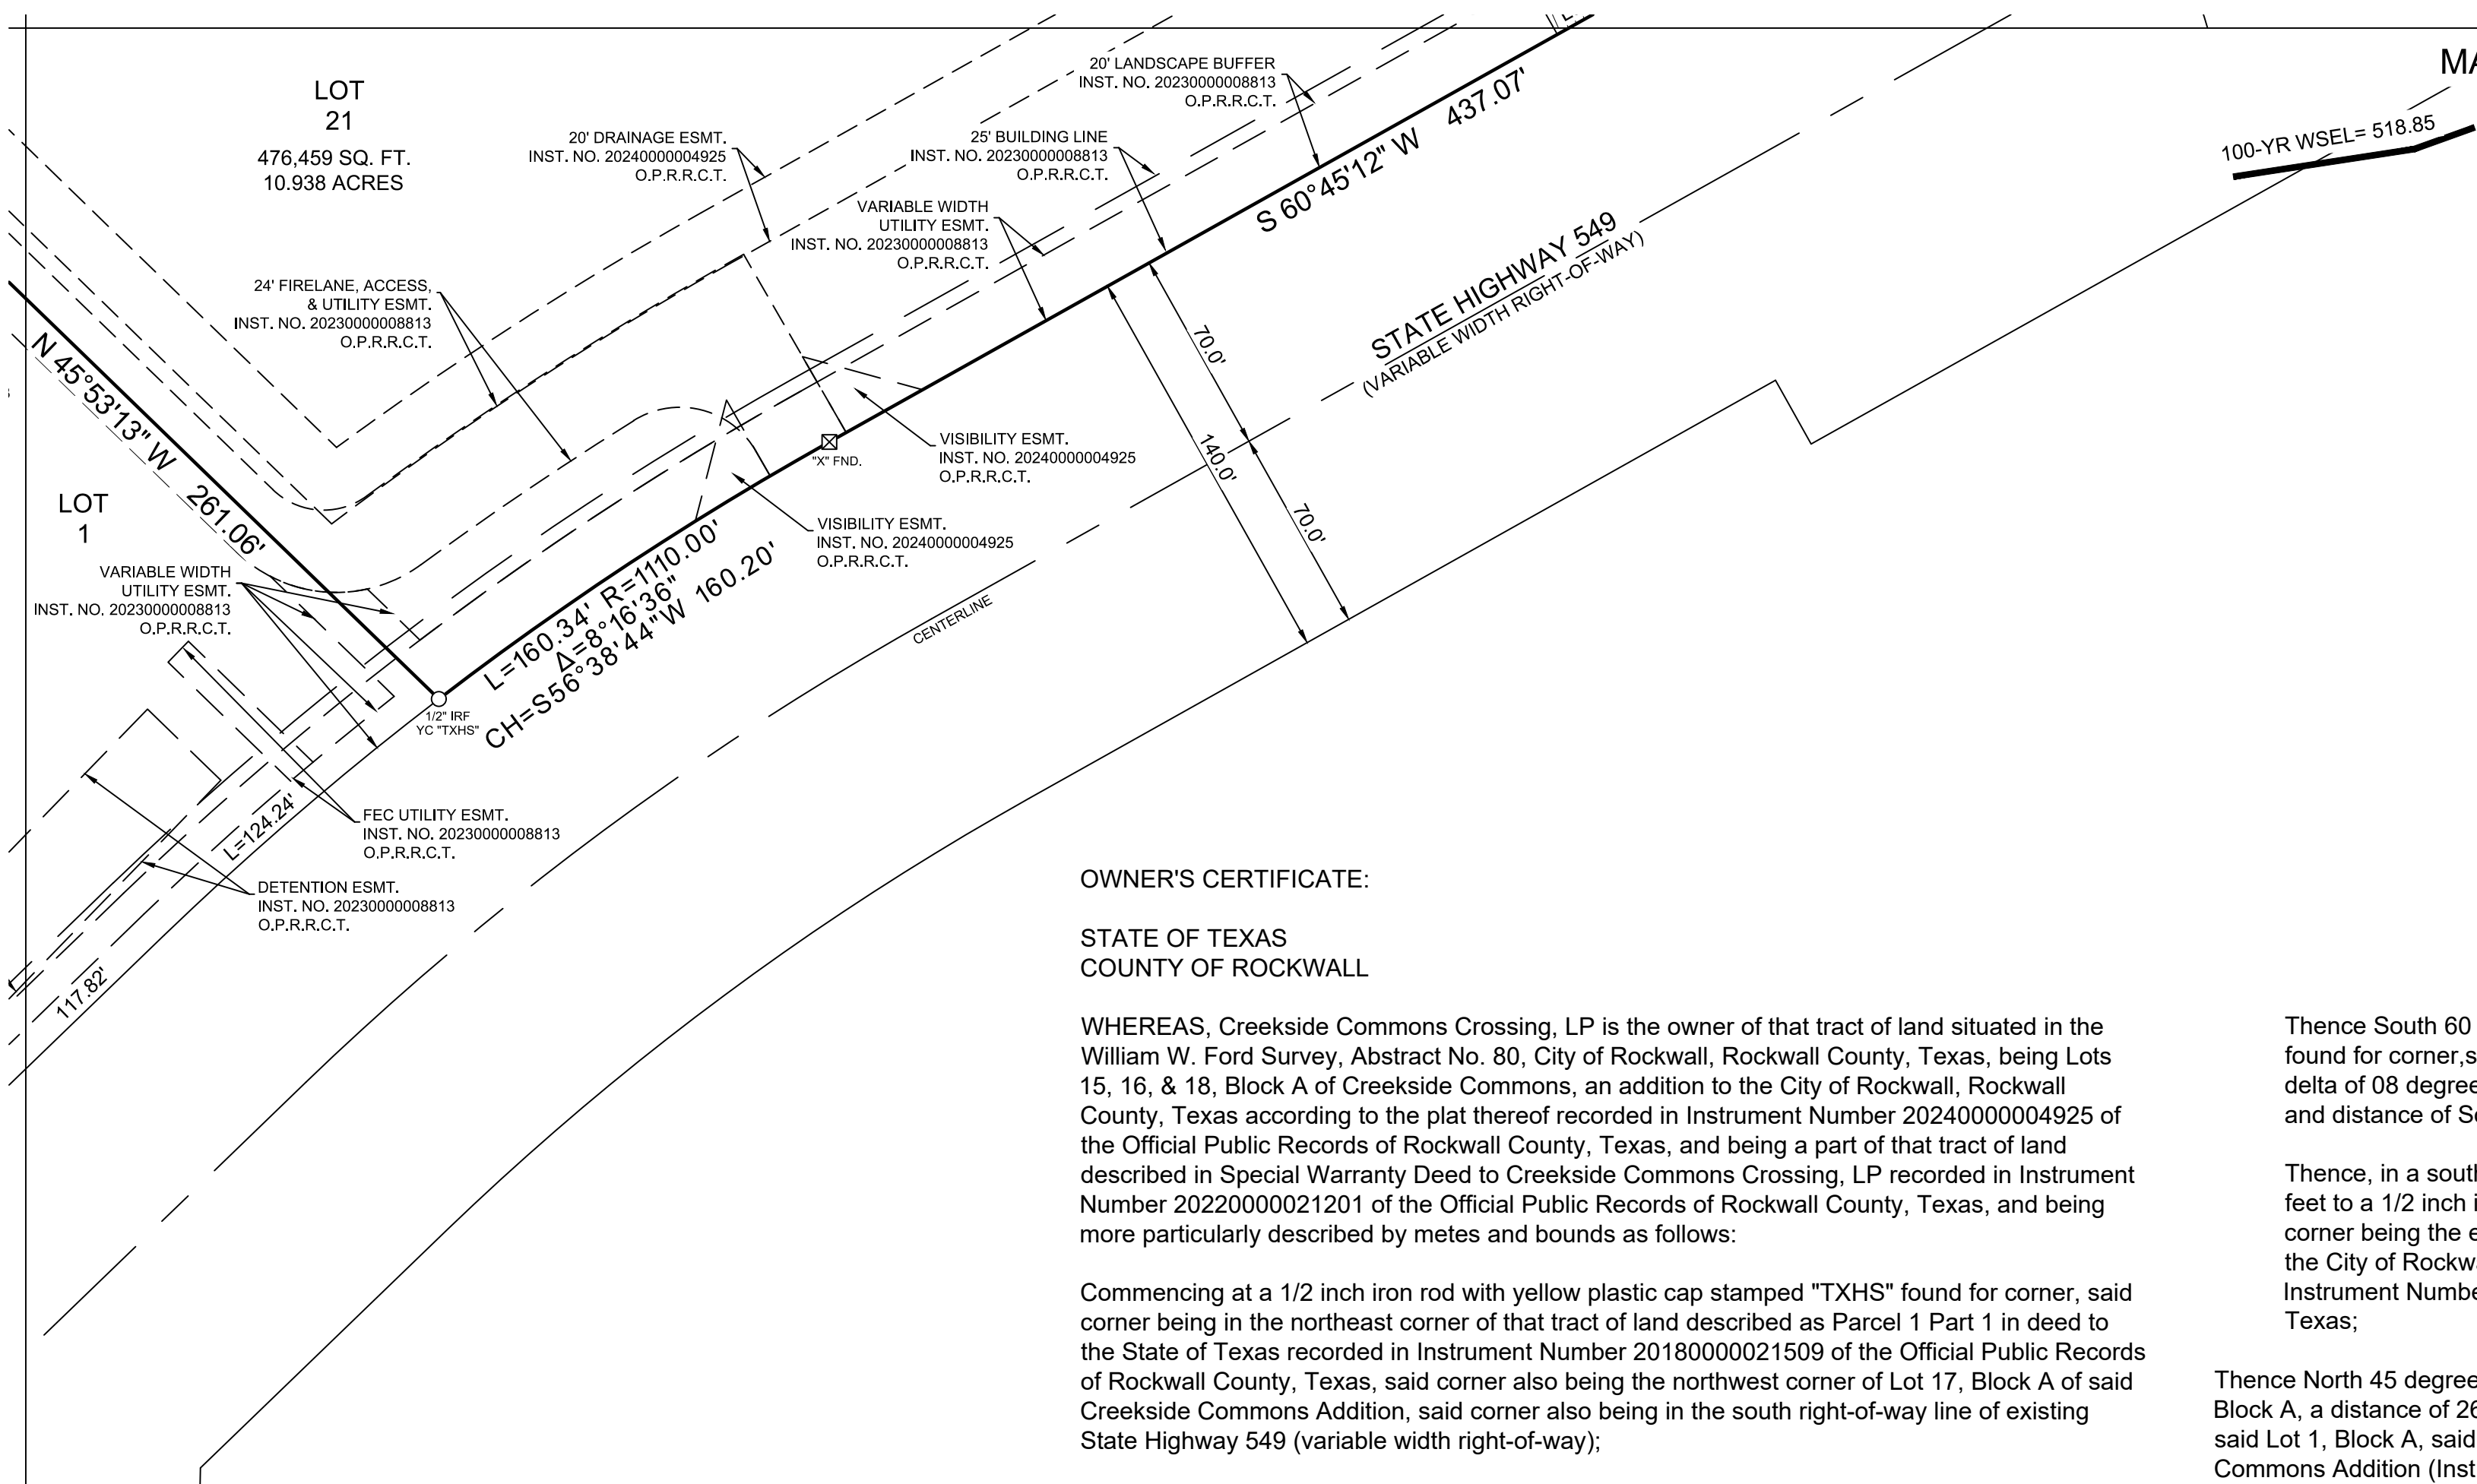 MA
LOT
21
476,459 SQ. FT.
10.938 ACRES
20' LANDSCAPE BUFFER
INST. NO. 20230000008813
O.P.R.R.C.T.
20' DRAINAGE ESMT.
INST. NO. 20240000004925
O.P.R.R.C.T.
25' BUILDING LINE
INST. NO. 20230000008813
O.P.R.R.C.T.
S 60°45'12" W 437.07'
100-YR WSEL= 518.85
VARIABLE WIDTH
UTILITY ESMT.
INST. NO. 20230000008813
O.P.R.R.C.T.
STATE HIGHWAY 549
(VARIABLE WIDTH RIGHT-OF-WAY)
24' FIRELANE, ACCESS,
& UTILITY ESMT.
INST. NO. 20230000008813
O.P.R.R.C.T.
70.0'
140.0'
70.0'
N 45°53'13" W 261.06'
VISIBILITY ESMT.
INST. NO. 20240000004925
O.P.R.R.C.T.
"X" FND.
LOT
1
VISIBILITY ESMT.
INST. NO. 20240000004925
O.P.R.R.C.T.
L=160.34' R=1110.00'
Δ=8°16'36"
CH=S56°38'44"W 160.20'
CENTERLINE
VARIABLE WIDTH
UTILITY ESMT.
INST. NO. 20230000008813
O.P.R.R.C.T.
1/2" IRF
YC "TXHS"
L=124.24'
FEC UTILITY ESMT.
INST. NO. 20230000008813
O.P.R.R.C.T.
DETENTION ESMT.
INST. NO. 20230000008813
O.P.R.R.C.T.
117.82'
OWNER'S CERTIFICATE:
STATE OF TEXAS
COUNTY OF ROCKWALL
WHEREAS, Creekside Commons Crossing, LP is the owner of that tract of land situated in the
William W. Ford Survey, Abstract No. 80, City of Rockwall, Rockwall County, Texas, being Lots
15, 16, & 18, Block A of Creekside Commons, an addition to the City of Rockwall, Rockwall
County, Texas according to the plat thereof recorded in Instrument Number 20240000004925 of
the Official Public Records of Rockwall County, Texas, and being a part of that tract of land
described in Special Warranty Deed to Creekside Commons Crossing, LP recorded in Instrument
Number 20220000021201 of the Official Public Records of Rockwall County, Texas, and being
more particularly described by metes and bounds as follows:
Commencing at a 1/2 inch iron rod with yellow plastic cap stamped "TXHS" found for corner, said
corner being in the northeast corner of that tract of land described as Parcel 1 Part 1 in deed to
the State of Texas recorded in Instrument Number 20180000021509 of the Official Public Records
of Rockwall County, Texas, said corner also being the northwest corner of Lot 17, Block A of said
Creekside Commons Addition, said corner also being in the south right-of-way line of existing
State Highway 549 (variable width right-of-way);
Thence South 60
found for corner,s
delta of 08 degree
and distance of So
Thence, in a south
feet to a 1/2 inch i
corner being the e
the City of Rockwa
Instrument Numbe
Texas;
Thence North 45 degree
Block A, a distance of 26
said Lot 1, Block A, said
Commons Addition (Inst